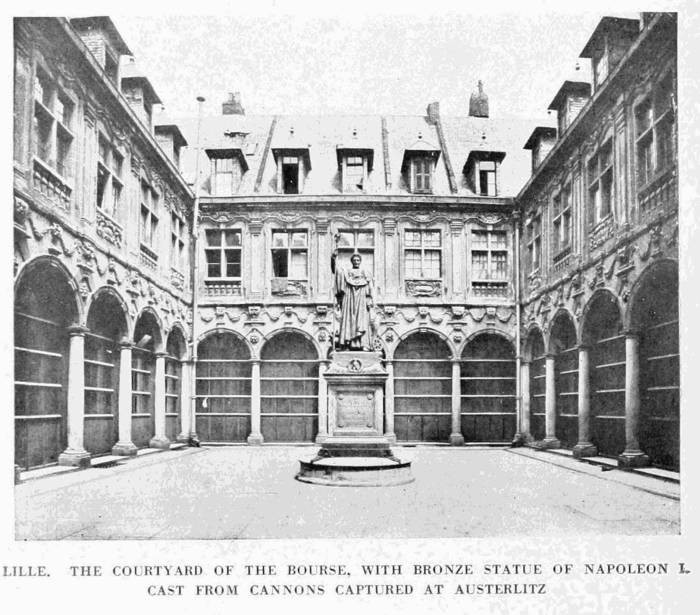 LILLE. THE COURTYARD OF THE BOURSE, WITH BRONZE STATUE OF NAPOLEON I.
CAST FROM CANNONS CAPTURED AT AUSTERLITZ